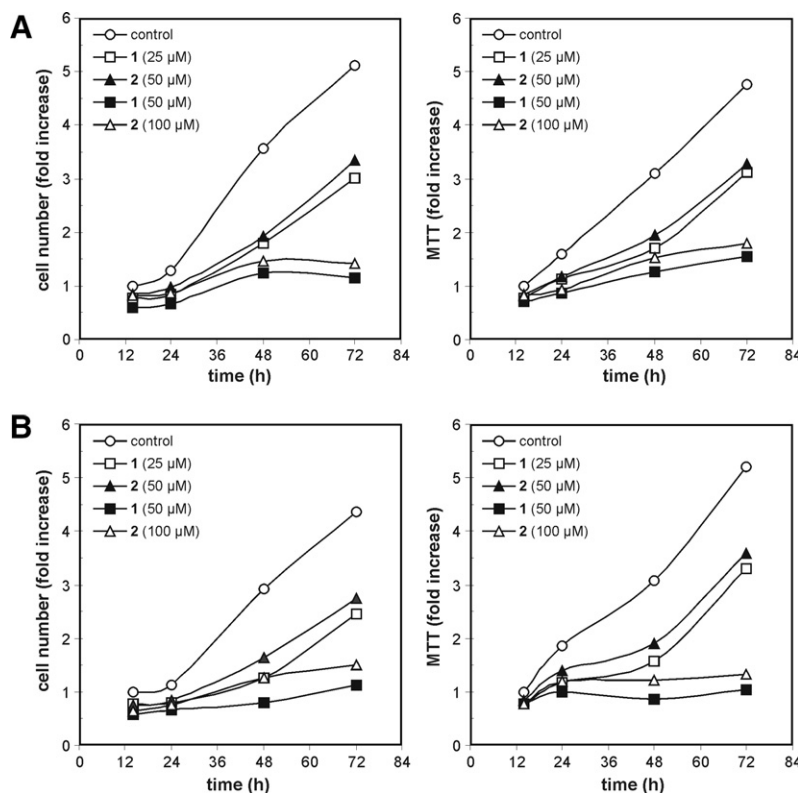 A
cell number (fold increase)
6
5
4
3
2
1
0
control
1 (25 µM)
2 (50 µM)
1 (50 µM)
2 (100 µM)
0 12 24 36 48 60 72 84
time (h)
MTT (fold increase)
6
5
4
3
2
1
0
control
1 (25 µM)
2 (50 µM)
1 (50 µM)
2 (100 µM)
0 12 24 36 48 60 72 84
time (h)
B
cell number (fold increase)
6
5
4
3
2
1
0
control
1 (25 µM)
2 (50 µM)
1 (50 µM)
2 (100 µM)
0 12 24 36 48 60 72 84
time (h)
MTT (fold increase)
6
5
4
3
2
1
0
control
1 (25 µM)
2 (50 µM)
1 (50 µM)
2 (100 µM)
0 12 24 36 48 60 72 84
time (h)